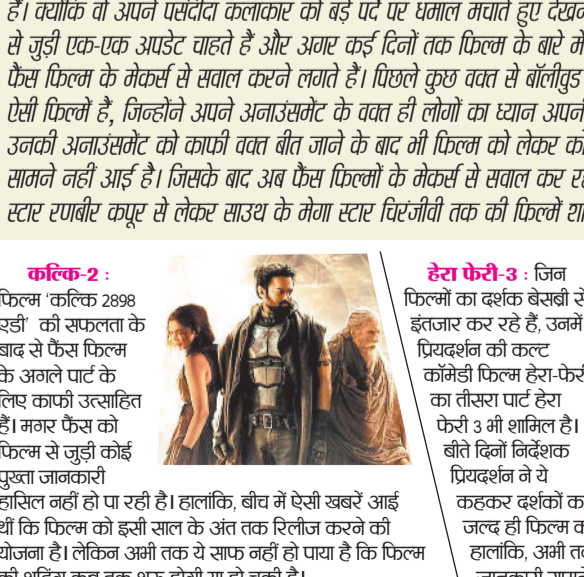 हैं। क्योंकि वो अपने पसंदीदा कलाकार को बड़े पर्दे पर धमाल मचाते हुए
से जुड़ी एक-एक अपडेट चाहते हैं और अगर कई दिनों तक फिल्म के बारे में
फैंस फिल्म के मेकर्स से सवाल करने लगते हैं। पिछले कुछ वक्त से बॉलीवुड
ऐसी फिल्में हैं, जिन्होंने अपने अनाउंसमेंट के वक्त ही लोगों का ध्यान
उनकी अनाउंसमेंट को काफी वक्त बीत जाने के बाद भी फिल्म को लेकर
सामने नहीं आई है। जिसके बाद अब फैंस फिल्मों के मेकर्स से सवाल कर
स्टार रणबीर कपूर से लेकर साउथ के मेगा स्टार चिरंजीवी तक की फिल्में
कल्कि-2 :
फिल्म 'कल्कि 2898
एडी' की सफलता के
बाद से फैंस फिल्म
के अगले पार्ट के
लिए काफी उत्साहित
हैं। मगर फैंस को
फिल्म से जुड़ी कोई
पुख्ता जानकारी
हासिल नहीं हो पा रही है। हालांकि, बीच में ऐसी खबरें आई
थीं कि फिल्म को इसी साल के अंत तक रिलीज करने की
योजना है। लेकिन अभी तक ये साफ नहीं हो पाया है कि फिल्म
हेरा फेरी-3 : जिन
फिल्मों का दर्शक बेसब्री से
इंतजार कर रहे हैं, उनमें
प्रियदर्शन की कल्ट
कॉमेडी फिल्म हेरा-फेरी
का तीसरा पार्ट हेरा
फेरी 3 भी शामिल है।
बीते दिनों निर्देशक
प्रियदर्शन ने ये
कहकर दर्शकों
जल्द ही फिल्म
हालांकि, अभी